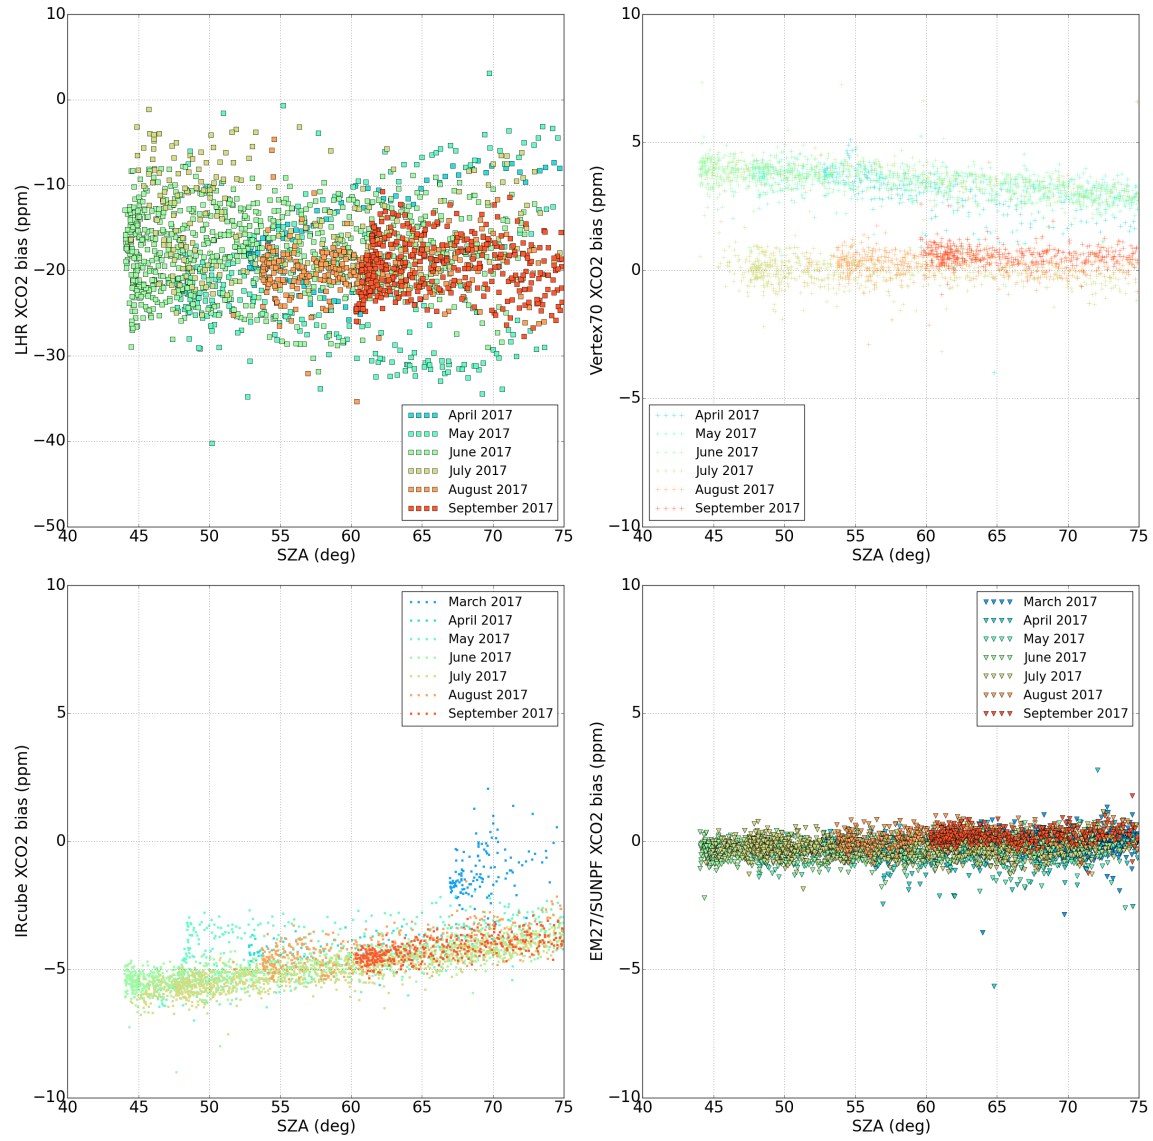 10
0
−10
−20
−30
−40
−50
LHR XCO2 bias (ppm)
April 2017
May 2017
June 2017
July 2017
August 2017
September 2017
40 45 50 55 60 65 70 75
SZA (deg)
10
5
0
−5
−10
Vertex70 XCO2 bias (ppm)
April 2017
May 2017
June 2017
July 2017
August 2017
September 2017
40 45 50 55 60 65 70 75
SZA (deg)
10
5
0
−5
−10
IRcube XCO2 bias (ppm)
March 2017
April 2017
May 2017
June 2017
July 2017
August 2017
September 2017
40 45 50 55 60 65 70 75
SZA (deg)
10
5
0
−5
−10
EM27/SUNPF XCO2 bias (ppm)
March 2017
April 2017
May 2017
June 2017
July 2017
August 2017
September 2017
40 45 50 55 60 65 70 75
SZA (deg)